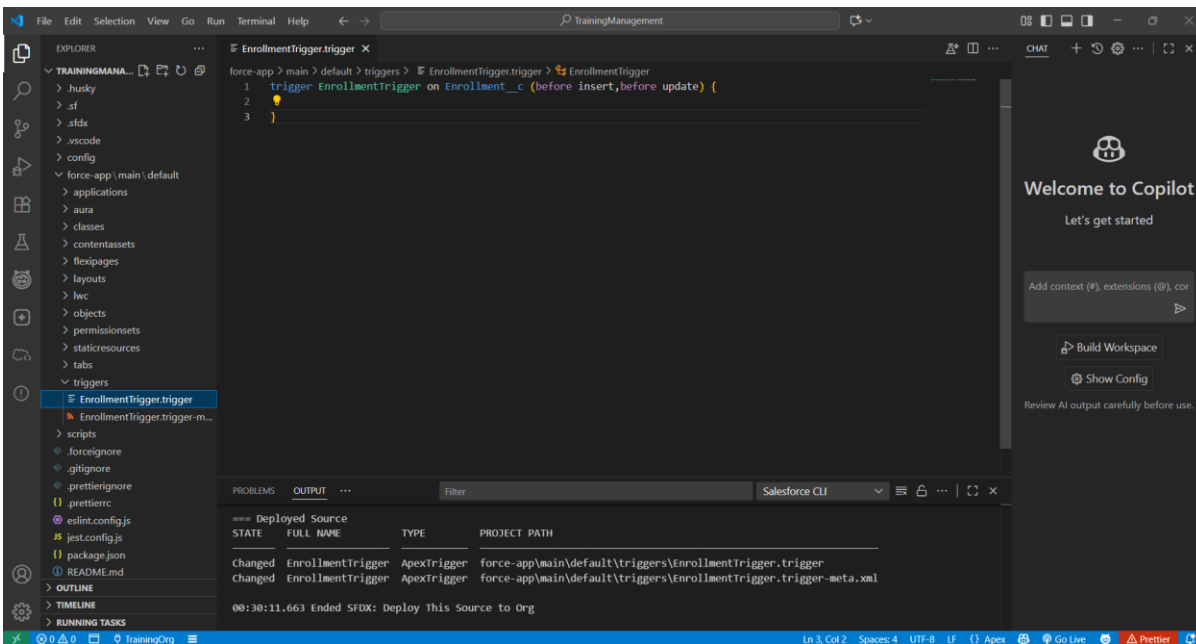 File Edit Selection View Go Run Terminal Help
TrainingManagement
EXPLORER
TRAININGMANA...
.husky
.sf
.sfdx
.vscode
config
force-app\main\default
applications
aura
classes
contentassets
flexipages
layouts
lwc
objects
permissionsets
staticresources
tabs
triggers
EnrollmentTrigger.trigger
EnrollmentTrigger.trigger-m...
scripts
.forceignore
.gitignore
.prettierignore
.prettierrc
eslint.config.js
jest.config.js
package.json
README.md
OUTLINE
TIMELINE
RUNNING TASKS
EnrollmentTrigger.trigger
force-app > main > default > triggers > EnrollmentTrigger.trigger > EnrollmentTrigger
1 trigger EnrollmentTrigger on Enrollment__c (before insert,before update) {
2
3 }
PROBLEMS OUTPUT ... Filter Salesforce CLI
=== Deployed Source
STATE FULL NAME TYPE PROJECT PATH
Changed EnrollmentTrigger ApexTrigger force-app\main\default\triggers\EnrollmentTrigger.trigger
Changed EnrollmentTrigger ApexTrigger force-app\main\default\triggers\EnrollmentTrigger.trigger-meta.xml
00:30:11.663 Ended SFDX: Deploy This Source to Org
CHAT
Welcome to Copilot
Let's get started
Add context (#), extensions (@), cor
Build Workspace
Show Config
Review AI output carefully before use.
0 0 TrainingOrg Ln 3, Col 2 Spaces: 4 UTF-8 LF {} Apex Go Live Prettier